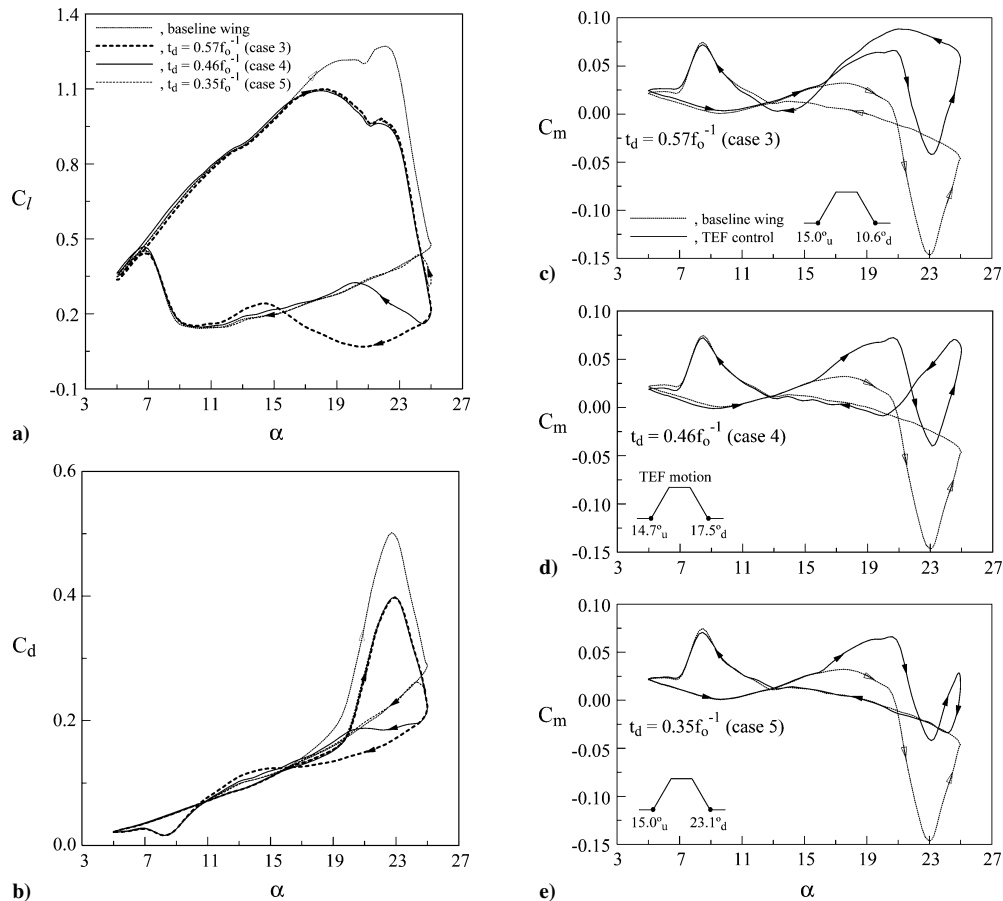 1.4
1.1
0.8
0.5
0.2
-0.1
C_l
, baseline wing
, t_d = 0.57f_o^-1 (case 3)
, t_d = 0.46f_o^-1 (case 4)
, t_d = 0.35f_o^-1 (case 5)
3 7 11 15 19 23 27
a)
α
0.6
0.4
0.2
0.0
C_d
3 7 11 15 19 23 27
b)
α
0.10
0.05
0.00
-0.05
-0.10
-0.15
C_m
t_d = 0.57f_o^-1 (case 3)
, baseline wing
, TEF control
15.0°_u 10.6°_d
3 7 11 15 19 23 27
c)
0.10
0.05
0.00
-0.05
-0.10
-0.15
C_m
t_d = 0.46f_o^-1 (case 4)
TEF motion
14.7°_u 17.5°_d
3 7 11 15 19 23 27
d)
0.10
0.05
0.00
-0.05
-0.10
-0.15
C_m
t_d = 0.35f_o^-1 (case 5)
15.0°_u 23.1°_d
3 7 11 15 19 23 27
e)
α